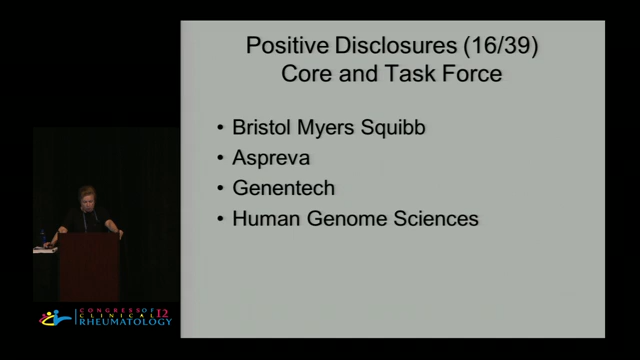 Positive Disclosures (16/39)
Core and Task Force
• Bristol Myers Squibb
• Aspreva
• Genentech
• Human Genome Sciences
CONGRESS OF
CLINICAL 12
RHEUMATOLOGY